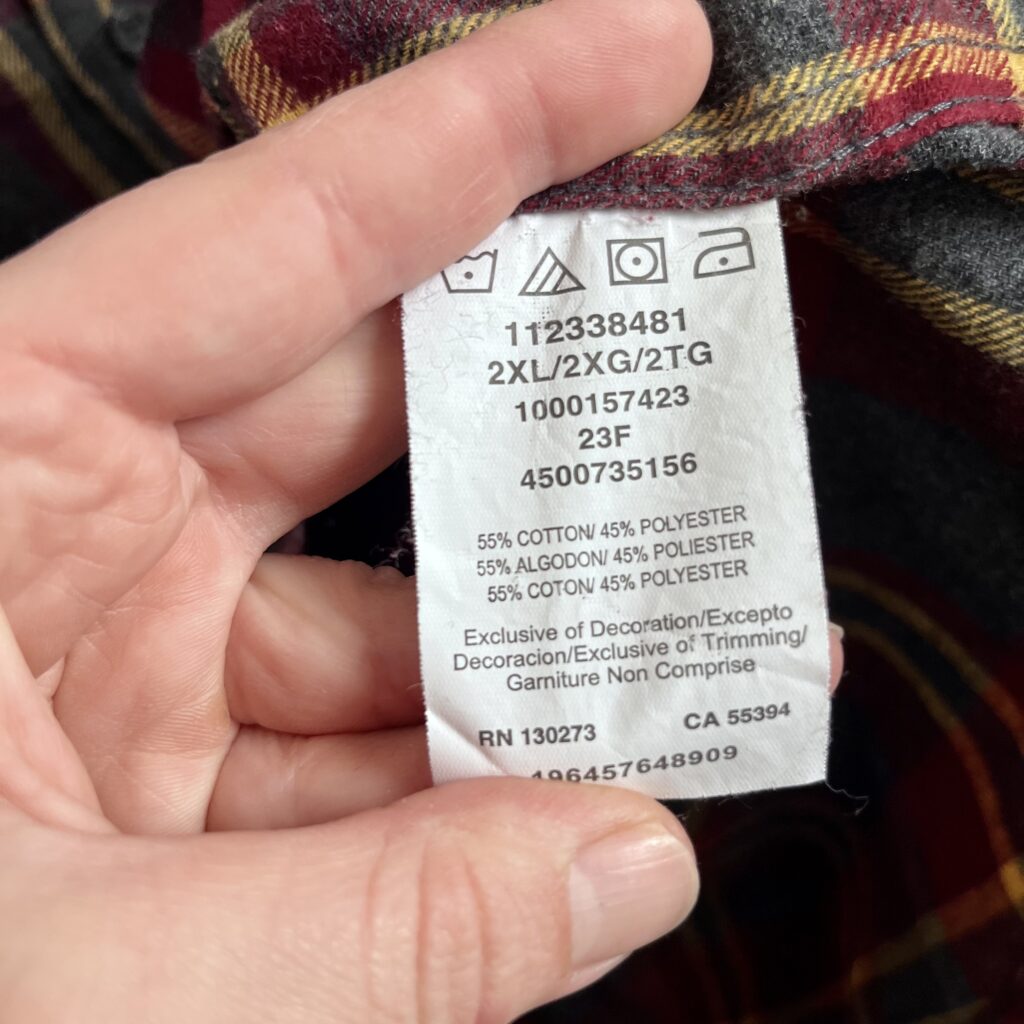 112338481
2XL/2XG/2TG
1000157423
23F
4500735156
55% COTTON/ 45% POLYESTER
55% ALGODON/ 45% POLIESTER
55% COTON/ 45% POLYESTER
Exclusive of Decoration/Excepto
Decoracion/Exclusive of Trimming/
Garniture Non Comprise
RN 130273 CA 55394
196457648909